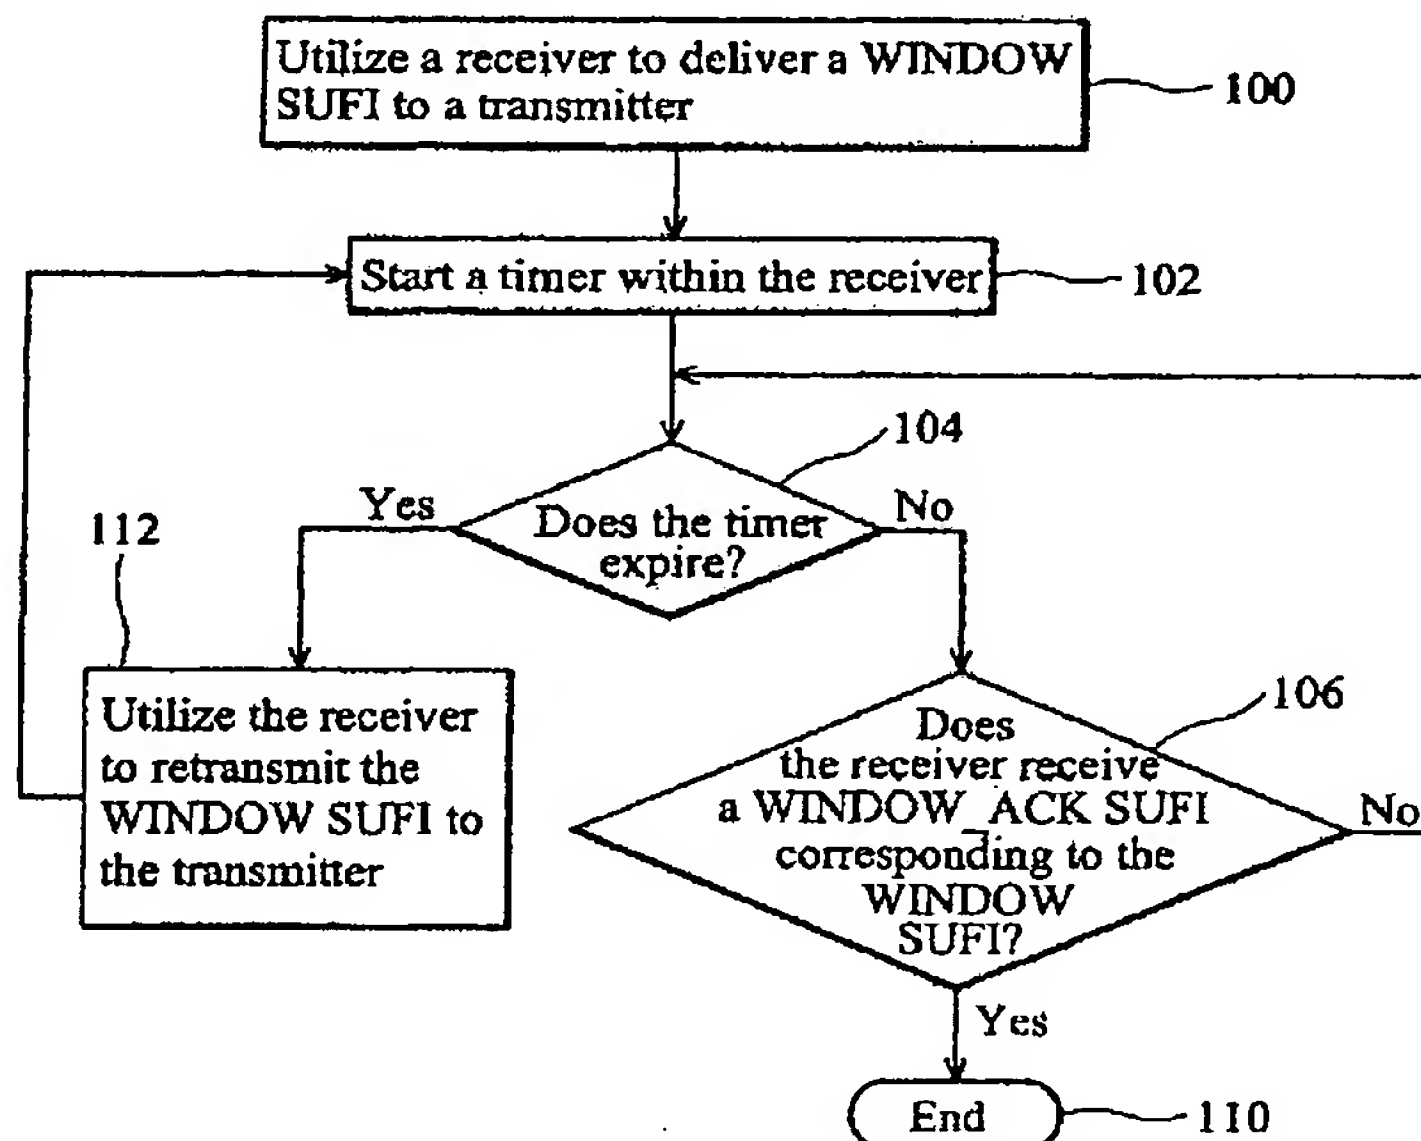 Utilize a receiver to deliver a WINDOW
SUFI to a transmitter
100
Start a timer within the receiver
102
104
Yes
Does the timer
expire?
No
112
Utilize the receiver
to retransmit the
WINDOW SUFI to
the transmitter
106
Does
the receiver receive
a WINDOW_ACK SUFI
corresponding to the
WINDOW
SUFI?
No
Yes
End
110